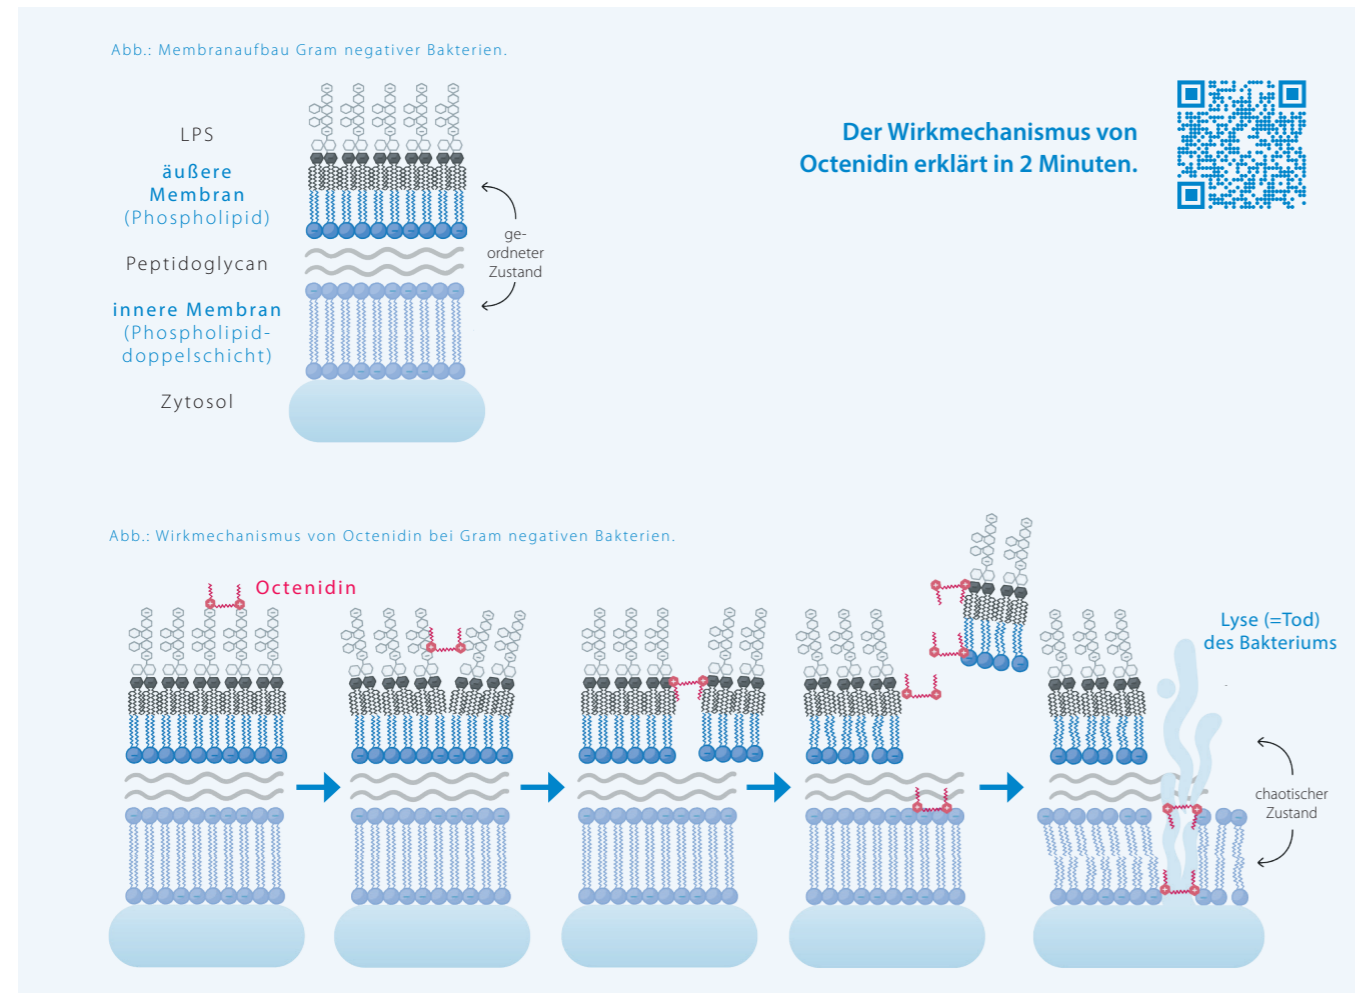 Abb.: Membranaufbau Gram negativer Bakterien.
LPS
äußere
Membran
(Phospholipid)
Peptidoglycan
innere Membran
(Phospholipid-
doppelschicht)
Zytosol
ge-
ordneter
Zustand
Der Wirkmechanismus von
Octenidin erklärt in 2 Minuten.
Abb.: Wirkmechanismus von Octenidin bei Gram negativen Bakterien.
Octenidin
Lyse (=Tod)
des Bakteriums
chaotischer
Zustand